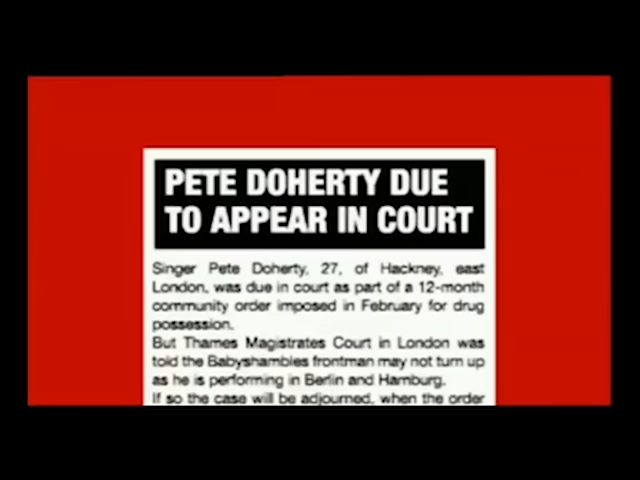 PETE DOHERTY DUE
TO APPEAR IN COURT
Singer Pete Doherty, 27, of Hackney, east
London, was due in court as part of a 12-month
community order imposed in February for drug
possession.
But Thames Magistrates Court in London was
told the Babyshambles frontman may not turn up
as he is performing in Berlin and Hamburg.
If so the case will be adjourned, when the order